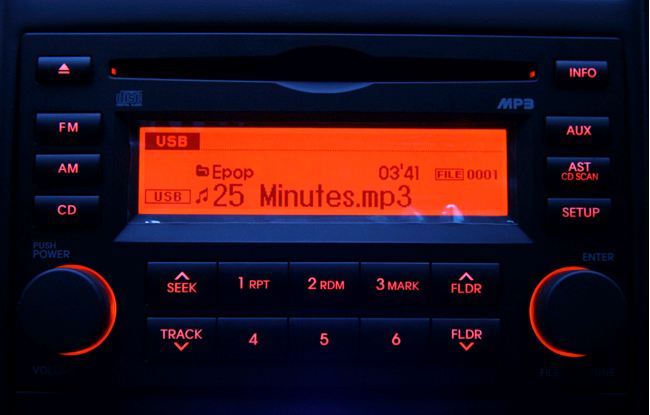 INFO
MP3
FM
USB
AUX
AM
Epop 03'41 FILE 0001
AST
CD SCAN
USB 25 Minutes.mp3
CD
SETUP
PUSH
POWER
ENTER
SEEK
1 RPT
2 RDM
3 MARK
FLDR
TRACK
4
5
6
FLDR